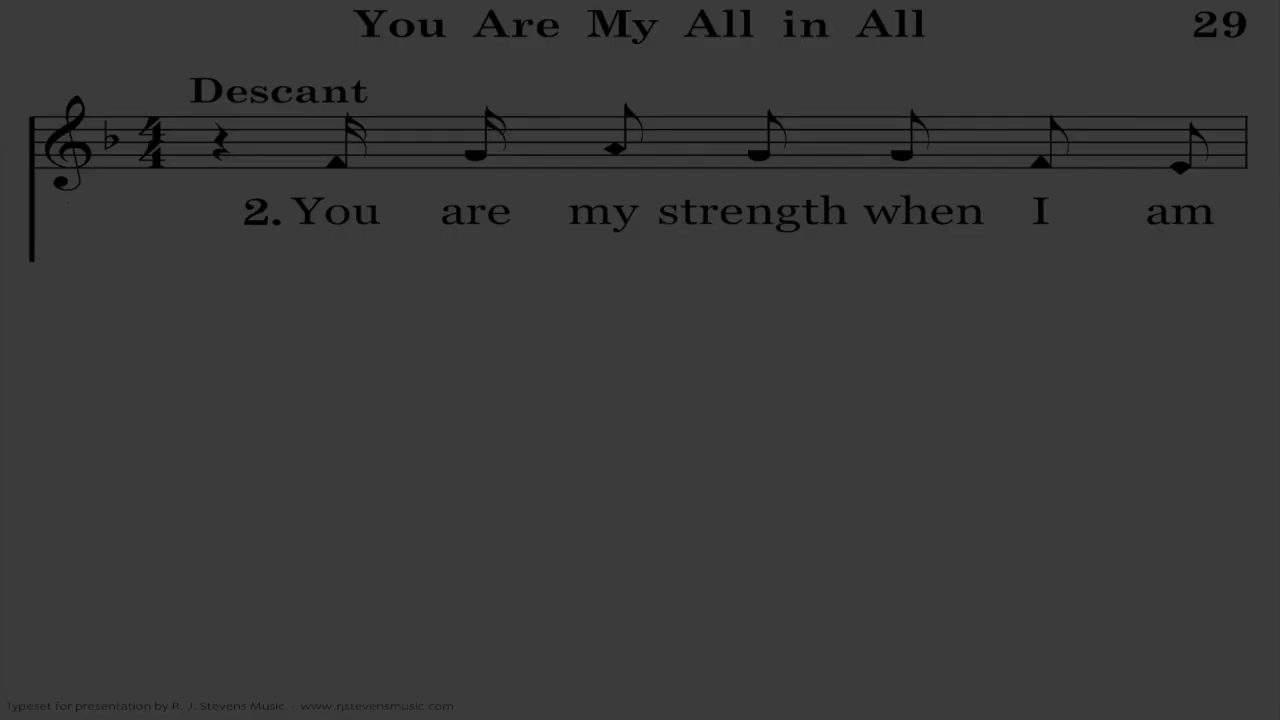 You Are My All in All 29
Descant
2. You are my strength when I am
Typeset for presentation by R. J. Stevens Music www.rjstevensmusic.com